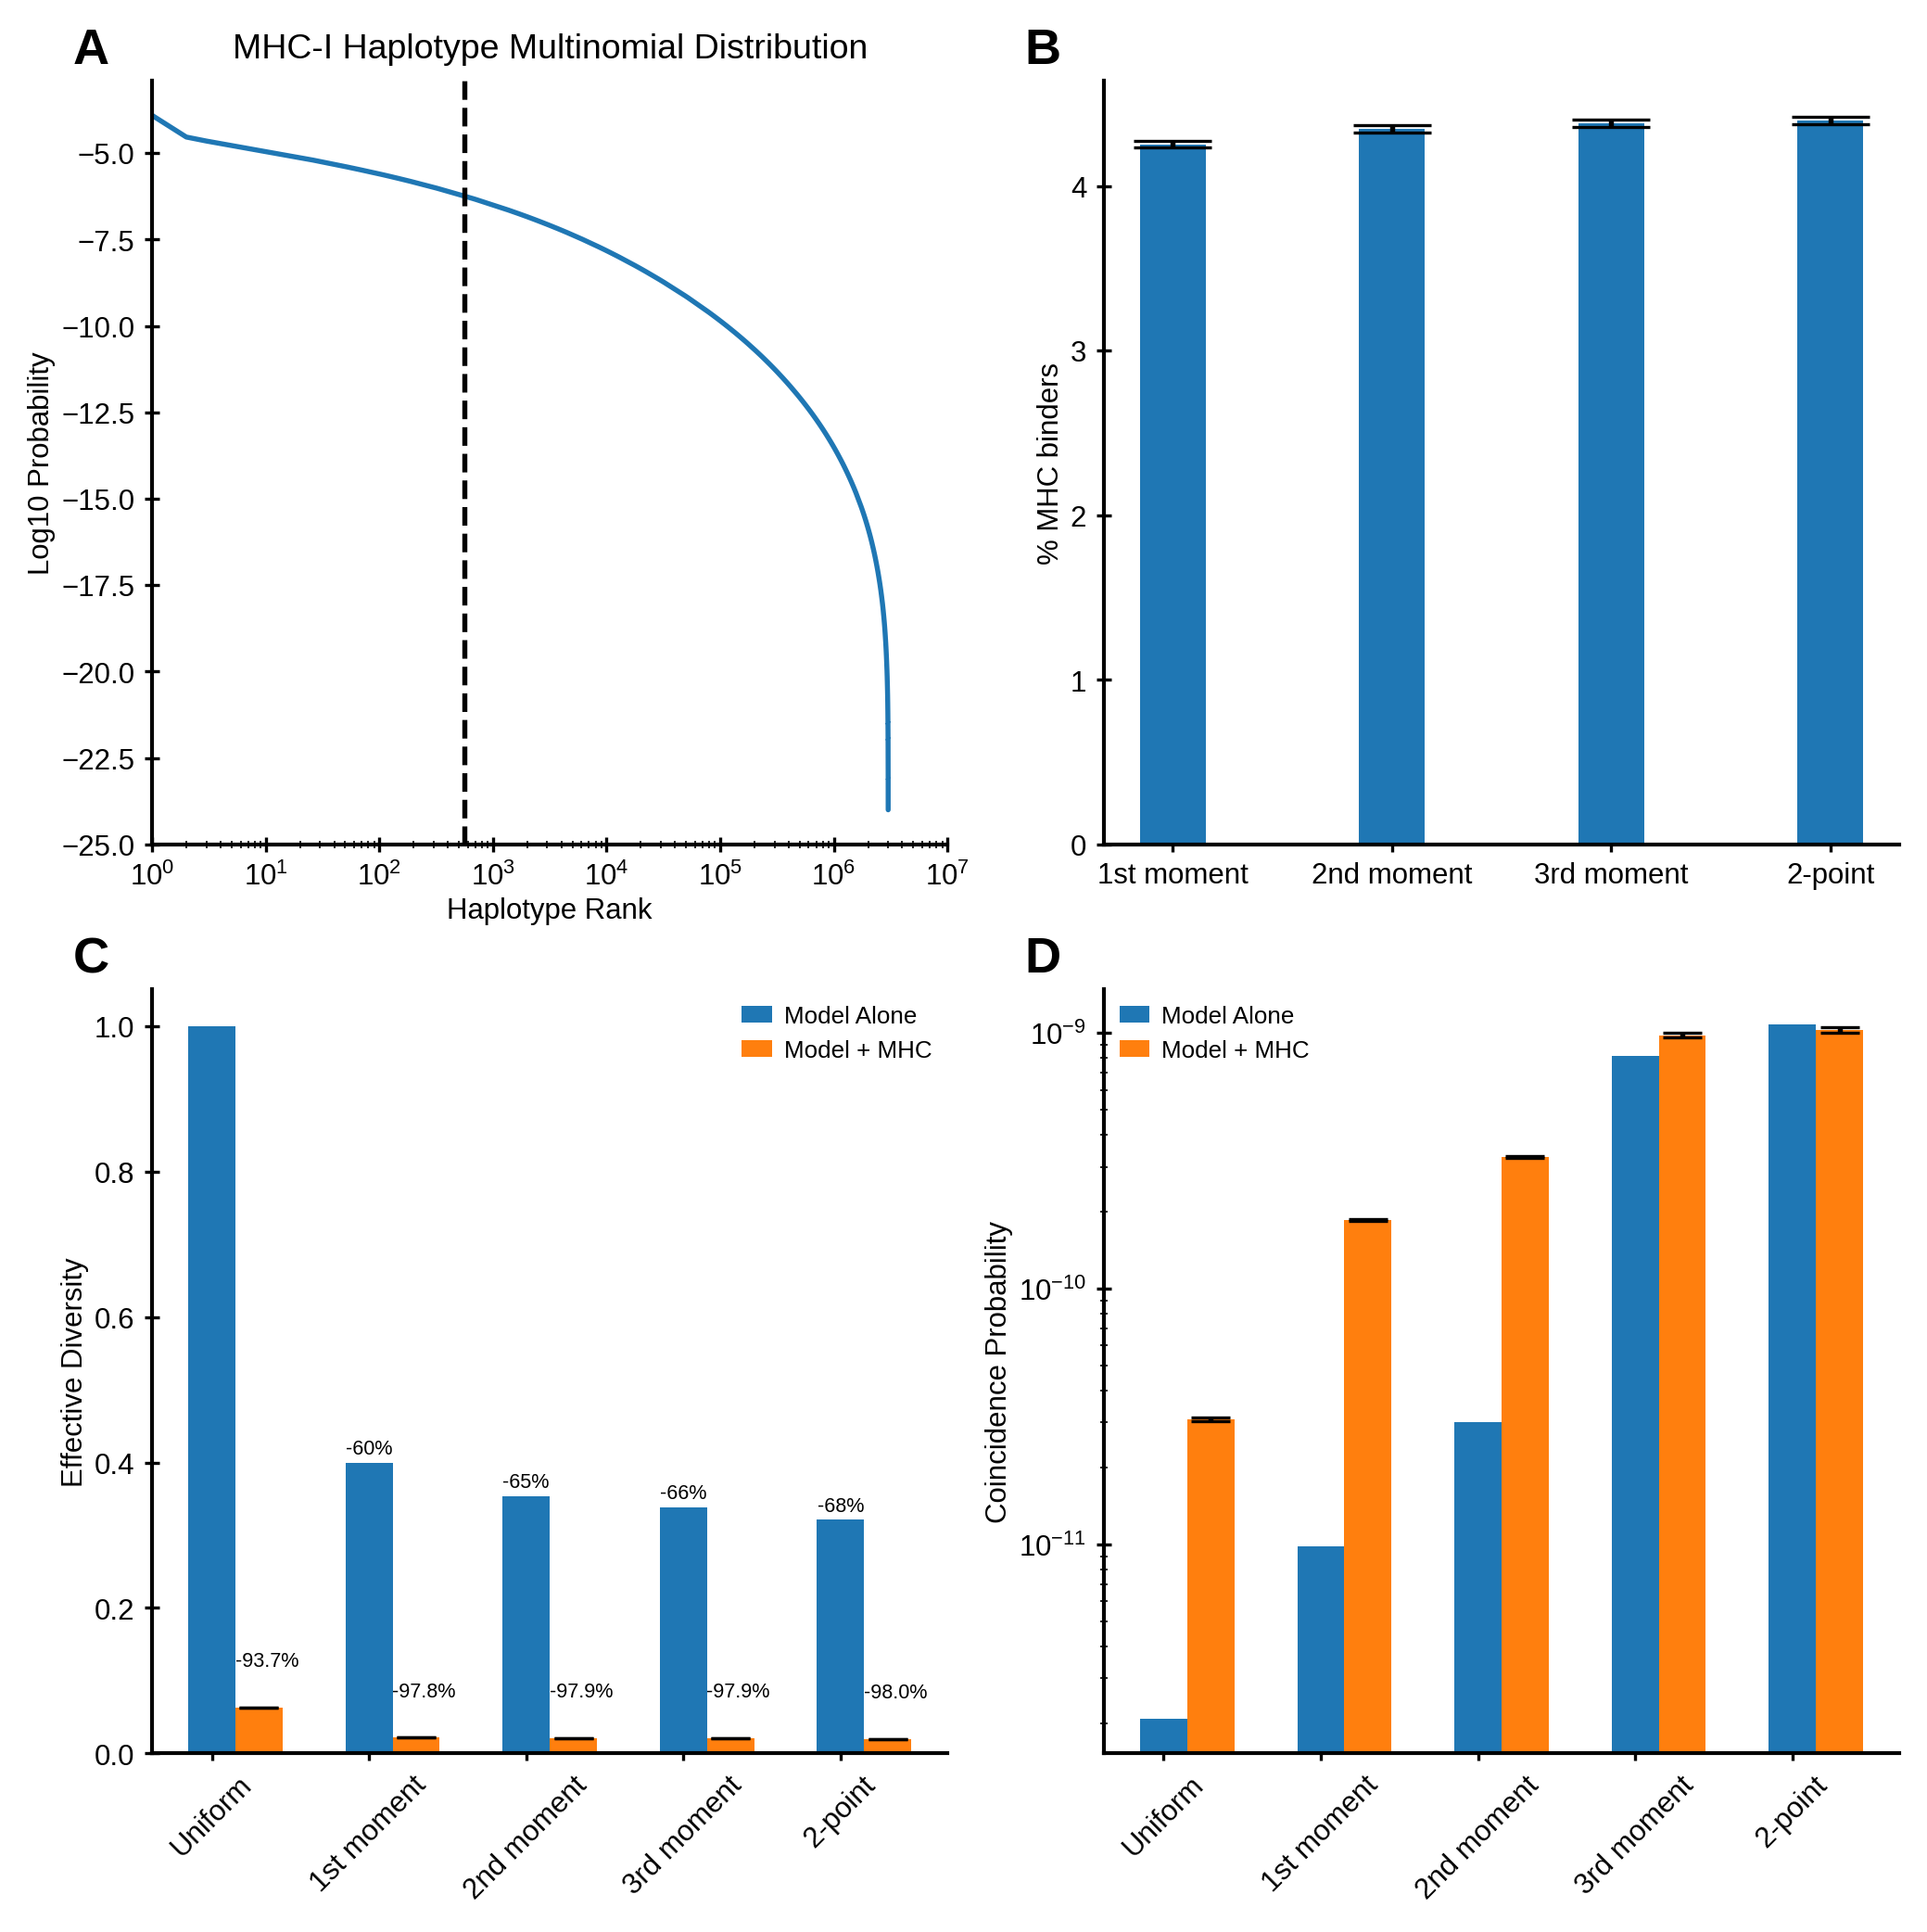 A
MHC-I Haplotype Multinomial Distribution
Log10 Probability
−5.0
−7.5
−10.0
−12.5
−15.0
−17.5
−20.0
−22.5
−25.0
10⁰ 10¹ 10² 10³ 10⁴ 10⁵ 10⁶ 10⁷
Haplotype Rank
B
% MHC binders
4
3
2
1
0
1st moment 2nd moment 3rd moment 2-point
C
Effective Diversity
1.0
0.8
0.6
0.4
0.2
0.0
Model Alone
Model + MHC
-60%
-65%
-66%
-68%
-93.7%
-97.8%
-97.9%
-97.9%
-98.0%
Uniform
1st moment
2nd moment
3rd moment
2-point
D
Coincidence Probability
10⁻⁹
10⁻¹⁰
10⁻¹¹
Model Alone
Model + MHC
Uniform
1st moment
2nd moment
3rd moment
2-point